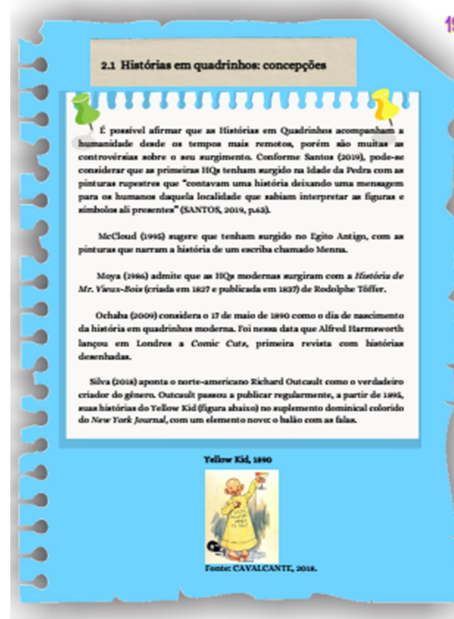 19
2.1 Histórias em quadrinhos: concepções
É possível afirmar que as Histórias em Quadrinhos acompanham a
humanidade desde os tempos mais remotos, porém são muitas as
controvérsias sobre o seu surgimento. Conforme Santos (2019), pode-se
considerar que as primeiras HQs tenham surgido na Idade da Pedra com as
pinturas rupestres que "contavam uma história deixando uma mensagem
para os humanos daquela localidade que sabiam interpretar as figuras e
símbolos ali presentes" (SANTOS, 2019, p.63).
McCloud (1995) sugere que tenham surgido no Egito Antigo, com as
pinturas que narram a história de um escriba chamado Menna.
Moya (1986) admite que as HQs modernas surgiram com a História de
Mr. Vieux-Bois (criada em 1827 e publicada em 1837) de Rodolphe Töffer.
Ochaba (2009) considera o 17 de maio de 1890 como o dia de nascimento
da história em quadrinhos moderna. Foi nessa data que Alfred Harmsworth
lançou em Londres a Comic Cuts, primeira revista com histórias
desenhadas.
Silva (2018) aponta o norte-americano Richard Outcault como o verdadeiro
criador do gênero. Outcault passou a publicar regularmente, a partir de 1895,
suas histórias do Yellow Kid (figura abaixo) no suplemento dominical colorido
do New York Journal, com um elemento novo: o balão com as falas.
Yellow Kid, 1890
Fonte: CAVALCANTE, 2018.